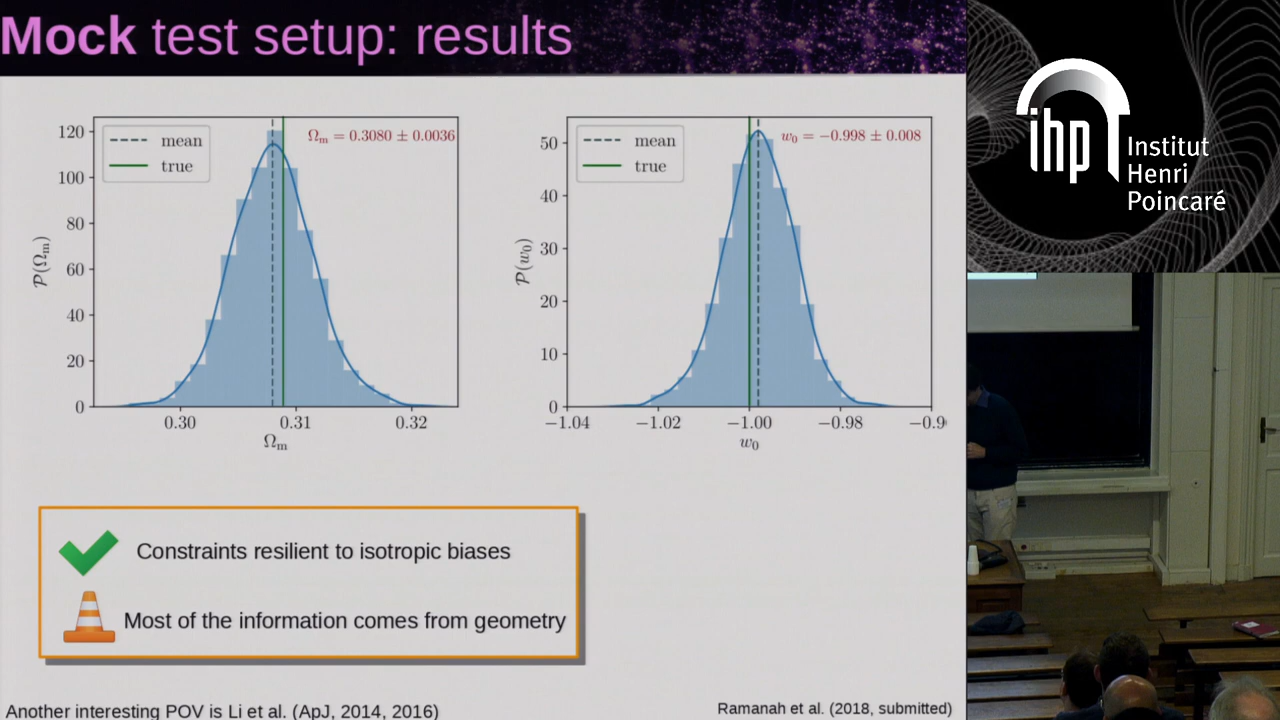 Mock test setup: results
mean
true
Ωm = 0.3080 ± 0.0036
120
100
80
60
40
20
0
P(Ωm)
0.30
0.31
0.32
Ωm
mean
true
w0 = −0.998 ± 0.008
50
40
30
20
10
0
P(w0)
−1.04
−1.02
−1.00
−0.98
−0.9
w0
Constraints resilient to isotropic biases
Most of the information comes from geometry
Another interesting POV is Li et al. (ApJ, 2014, 2016)
Ramanah et al. (2018, submitted)
ihp
Institut
Henri
Poincaré